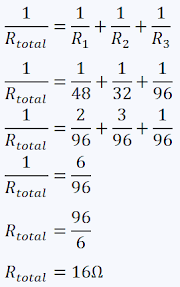 1/R_total = 1/R_1 + 1/R_2 + 1/R_3
1/R_total = 1/48 + 1/32 + 1/96
1/R_total = 2/96 + 3/96 + 1/96
1/R_total = 6/96
R_total = 96/6
R_total = 16Ω